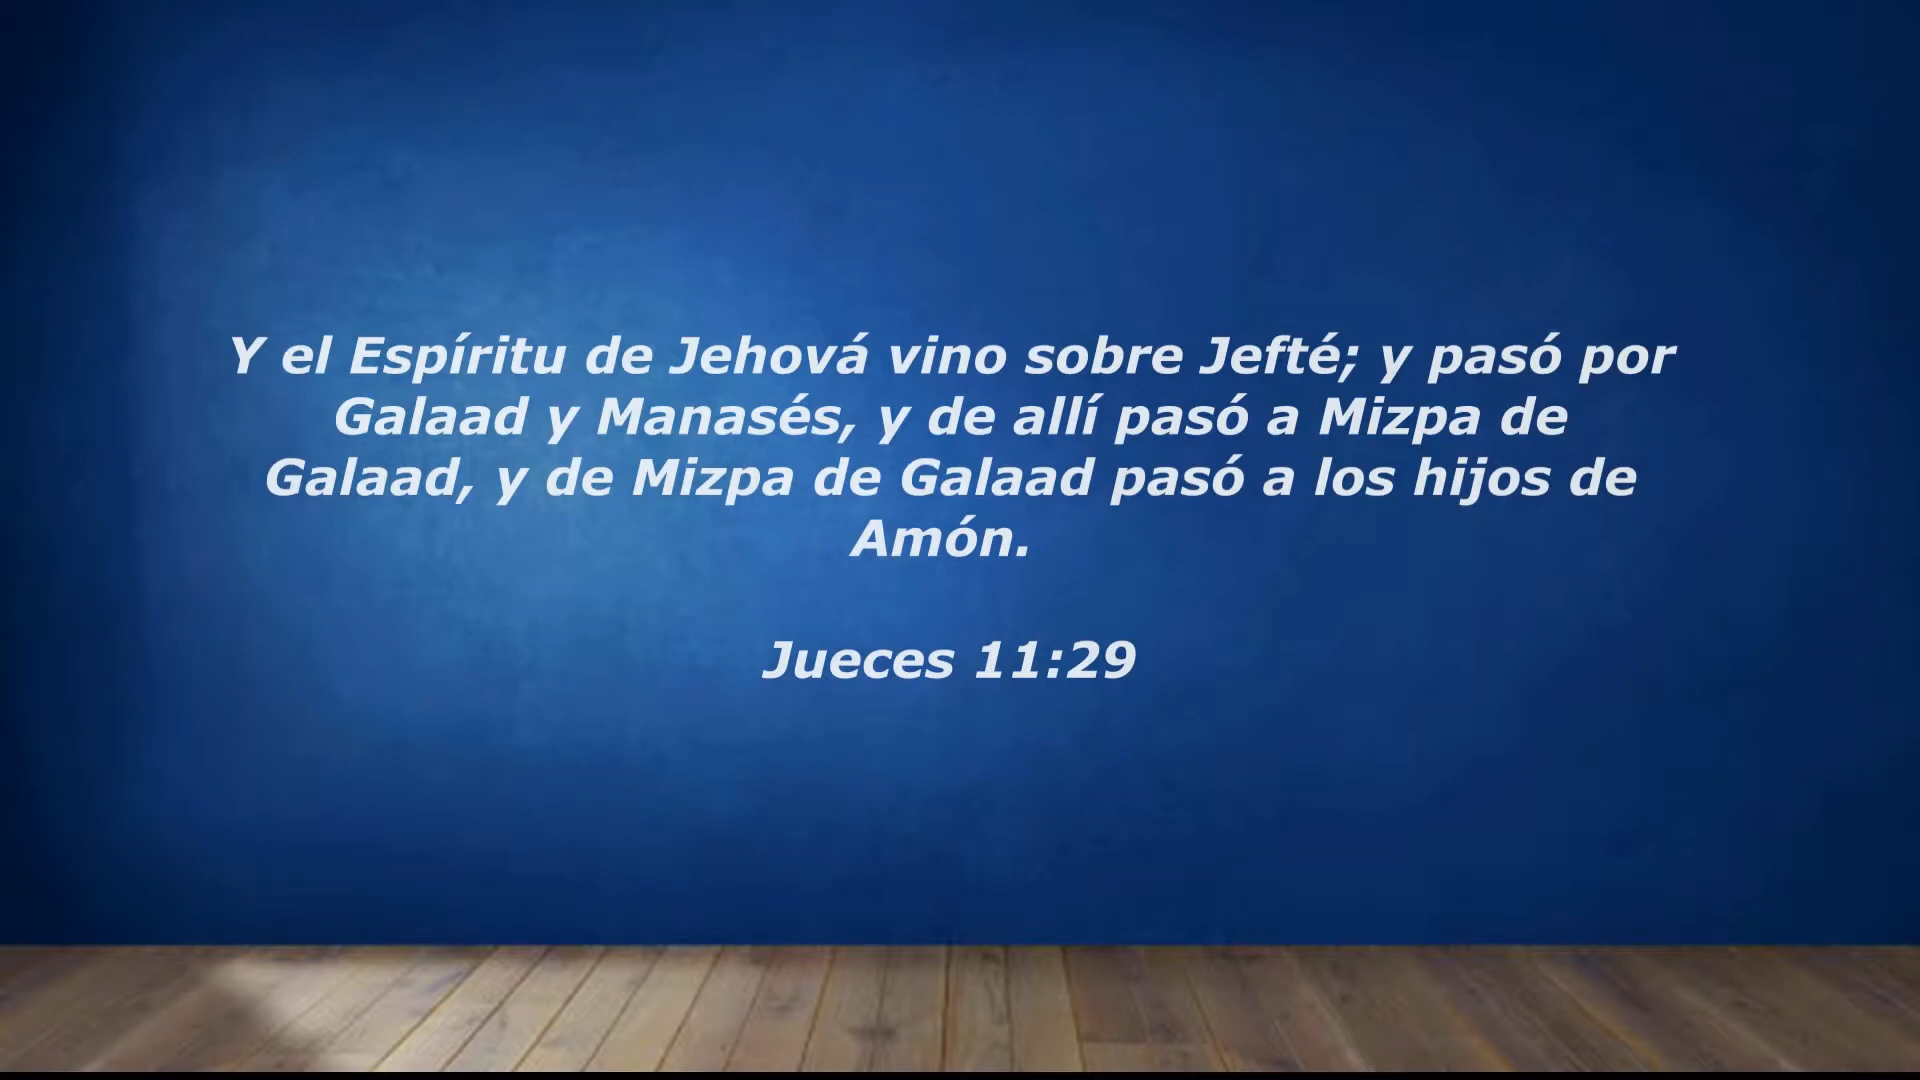 Y el Espíritu de Jehová vino sobre Jefté; y pasó por
Galaad y Manasés, y de allí pasó a Mizpa de
Galaad, y de Mizpa de Galaad pasó a los hijos de
Amón.
Jueces 11:29